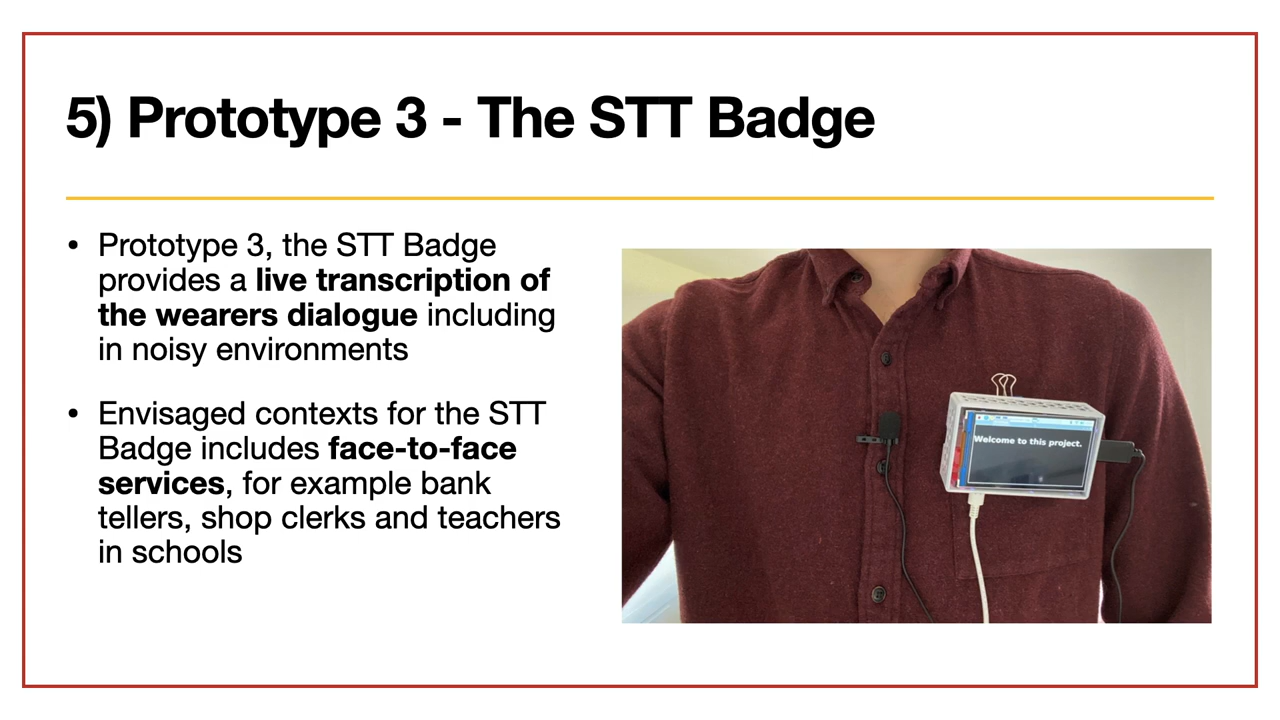 5) Prototype 3 - The STT Badge
• Prototype 3, the STT Badge
provides a live transcription of
the wearers dialogue including
in noisy environments
• Envisaged contexts for the STT
Badge includes face-to-face
services, for example bank
tellers, shop clerks and teachers
in schools
Welcome to this project.